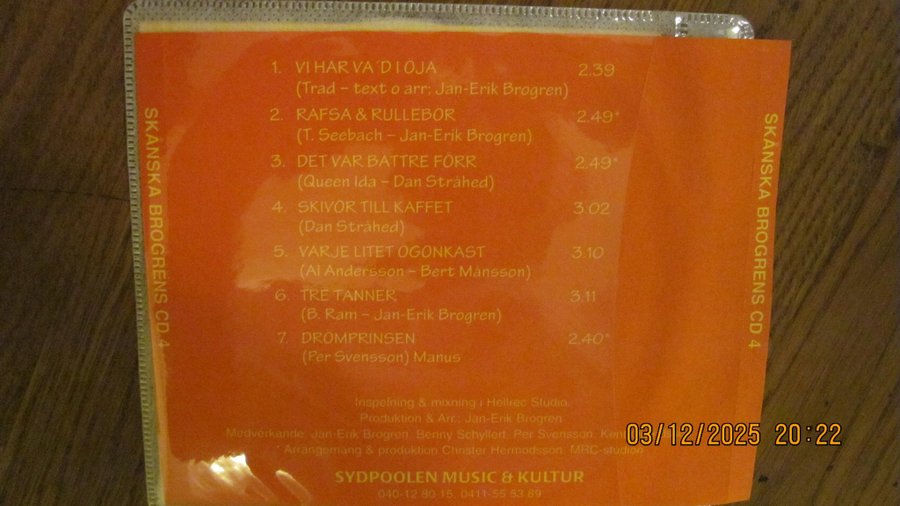 SKÅNSKA BROGRENS CD 4
1. VI HAR VA´D I ÖJA 2.39
(Trad – text o arr: Jan-Erik Brogren)
2. RAFSA & RULLEBÖR 2.49*
(T. Seebach – Jan-Erik Brogren)
3. DET VAR BÄTTRE FÖRR 2.49*
(Queen Ida – Dan Stråhed)
4. SKIVOR TILL KAFFET 3.02
(Dan Stråhed)
5. VARJE LITET ÖGONKAST 3.10
(Al Andersson – Bert Månsson)
6. TRE TANNER 3.11
(B. Ram – Jan-Erik Brogren)
7. DRÖMPRINSEN 2.40*
(Per Svensson) Manus
Inspelning & mixning i Hellrec Studio.
Produktion & Arr.: Jan-Erik Brogren
Medverkande: Jan-Erik Brogren, Benny Schyllert, Per Svensson,
* Arrangemang & produktion Christer Hermodsson, MRC-studion
SYDPOOLEN MUSIC & KULTUR
040-12 80 15, 0411-55 53 89
SKÅNSKA BROGRENS CD 4
03/12/2025 20:22